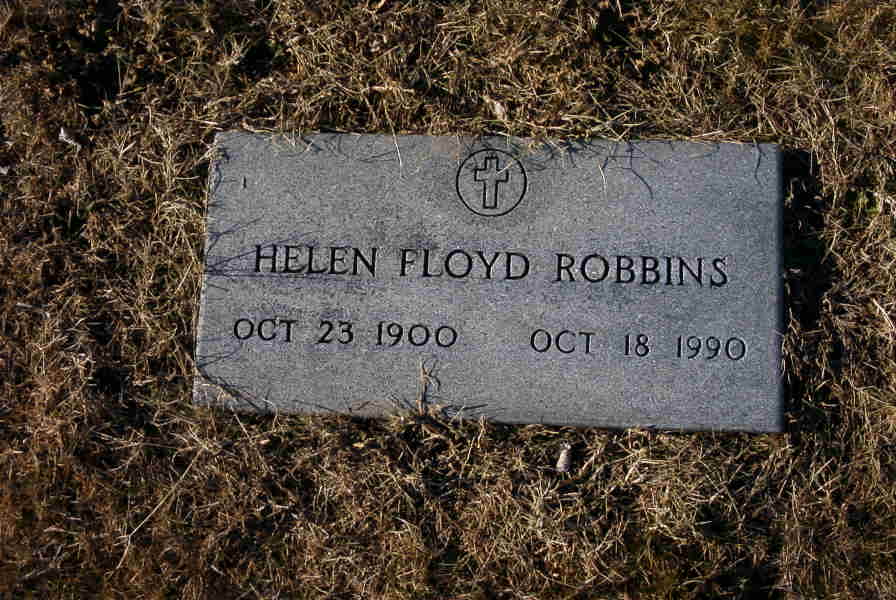 HELEN FLOYD ROBBINS
OCT 23 1900 OCT 18 1990